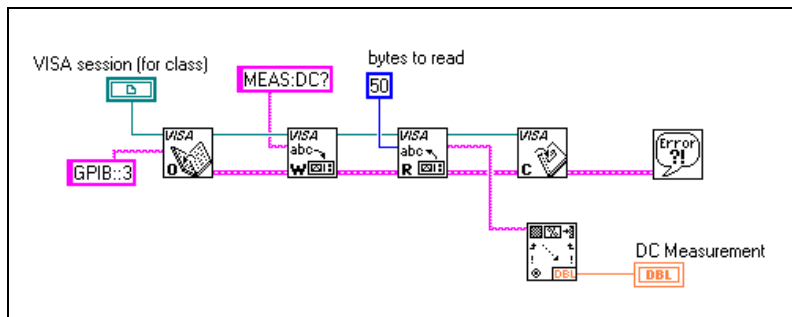 VISA session (for class)
MEAS:DC?
bytes to read
50
GPIB::3
VISA
O
VISA
abc
W
VISA
abc
R
VISA
C
Error
?!
%
DBL
DC Measurement
DBL